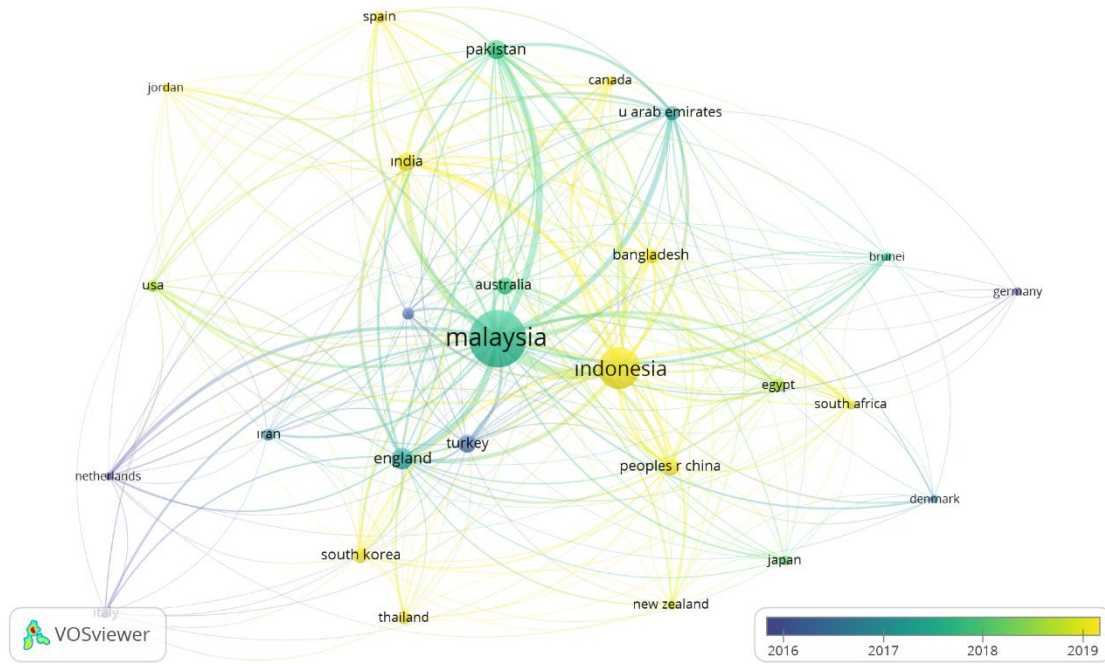 spain
pakistan
canada
jordan
u arab emirates
ındia
bangladesh
brunei
usa
australia
germany
malaysia
ındonesia
egypt
south africa
ıran
turkey
england
peoples r china
netherlands
denmark
south korea
japan
new zealand
thailand
italy
VOSviewer
2016 2017 2018 2019